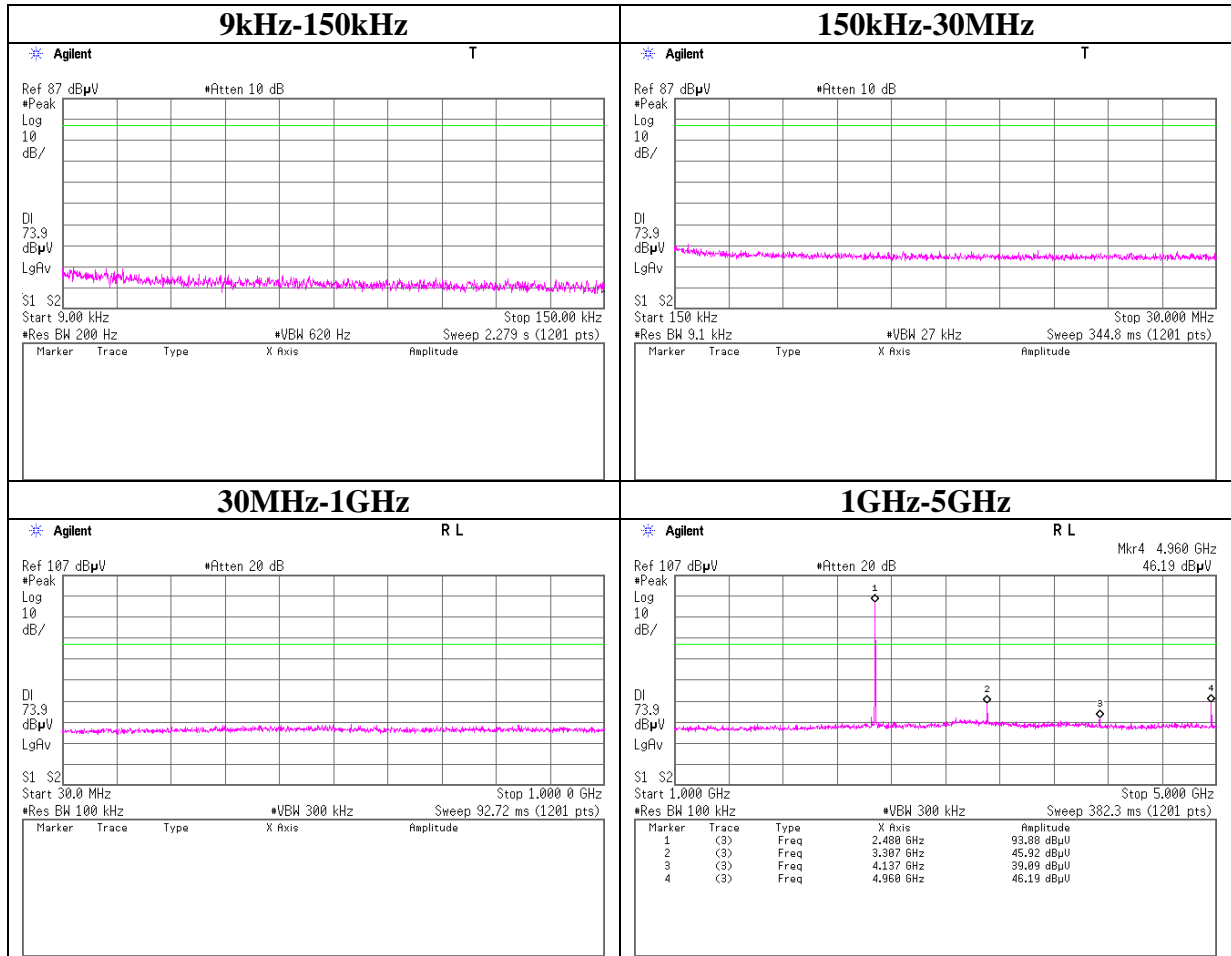 9kHz-150kHz
Agilent T
Ref 87 dBµV #Atten 10 dB
#Peak
Log
10
dB/
DI
73.9
dBµV
LgAv
S1 S2
Start 9.00 kHz Stop 150.00 kHz
#Res BW 200 Hz #VBW 620 Hz Sweep 2.279 s (1201 pts)
Marker Trace Type X Axis Amplitude
150kHz-30MHz
Agilent T
Ref 87 dBµV #Atten 10 dB
#Peak
Log
10
dB/
DI
73.9
dBµV
LgAv
S1 S2
Start 150 kHz Stop 30.000 MHz
#Res BW 9.1 kHz #VBW 27 kHz Sweep 344.8 ms (1201 pts)
Marker Trace Type X Axis Amplitude
30MHz-1GHz
Agilent R L
Ref 107 dBµV #Atten 20 dB
#Peak
Log
10
dB/
DI
73.9
dBµV
LgAv
S1 S2
Start 30.0 MHz Stop 1.000 0 GHz
#Res BW 100 kHz #VBW 300 kHz Sweep 92.72 ms (1201 pts)
Marker Trace Type X Axis Amplitude
1GHz-5GHz
Agilent R L
Mkr4 4.960 GHz
Ref 107 dBµV #Atten 20 dB 46.19 dBµV
#Peak
Log
10
dB/
1
2
3
4
DI
73.9
dBµV
LgAv
S1 S2
Start 1.000 GHz Stop 5.000 GHz
#Res BW 100 kHz #VBW 300 kHz Sweep 382.3 ms (1201 pts)
Marker Trace Type X Axis Amplitude
1 (3) Freq 2.480 GHz 93.88 dBµV
2 (3) Freq 3.307 GHz 45.92 dBµV
3 (3) Freq 4.137 GHz 39.09 dBµV
4 (3) Freq 4.960 GHz 46.19 dBµV